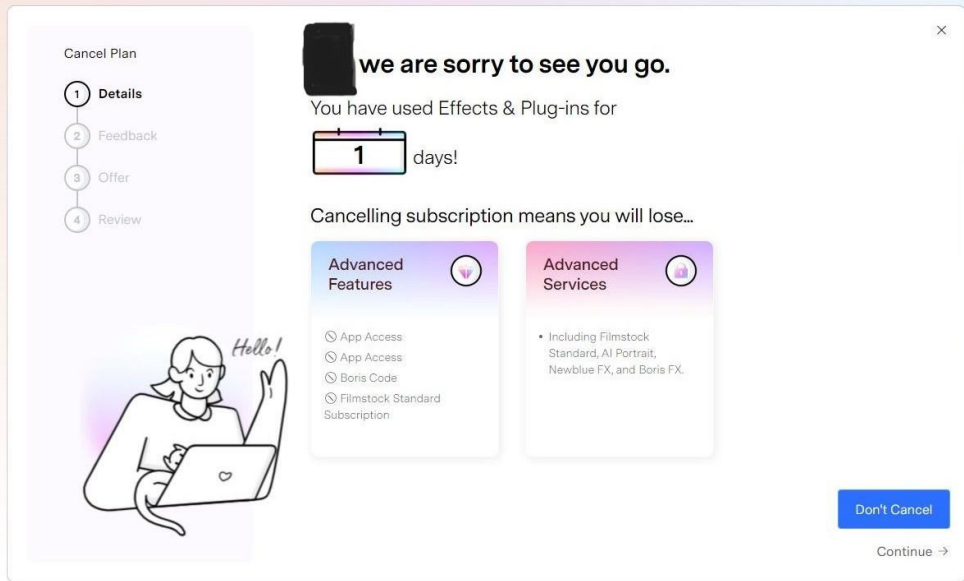 Cancel Plan
1 Details
2 Feedback
3 Offer
4 Review
Hello!
we are sorry to see you go.
You have used Effects & Plug-ins for
1 days!
Cancelling subscription means you will lose...
Advanced
Features
App Access
App Access
Boris Code
Filmstock Standard
Subscription
Advanced
Services
• Including Filmstock
Standard, AI Portrait,
Newblue FX, and Boris FX.
Don't Cancel
Continue →